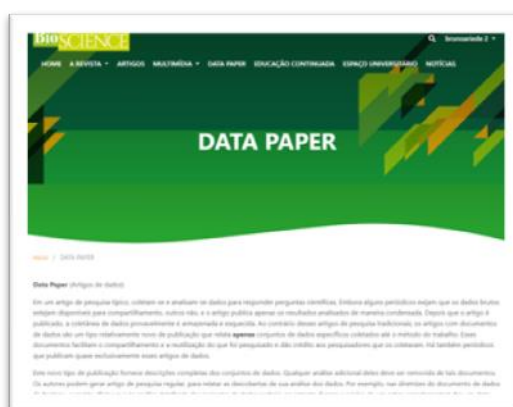 BioSCIENCE
brunoariede 2
HOME A REVISTA ARTIGOS MULTIMÍDIA DATA PAPER EDUCAÇÃO CONTINUADA ESPAÇO UNIVERSITÁRIO NOTÍCIAS
DATA PAPER
Início / DATA PAPER
Data Paper (Artigos de dados)
Em um artigo de pesquisa típico, coletam-se e analisam-se dados para responder perguntas científicas. Embora alguns periódicos exijam que os dados brutos
estejam disponíveis para compartilhamento, outros não, e o artigo publica apenas os resultados analisados de maneira condensada. Depois que o artigo é
publicado, a coletânea de dados provavelmente é armazenada e esquecida. Ao contrário desses artigos de pesquisa tradicionais, os artigos com documentos
de dados são um tipo relativamente novo de publicação que relata apenas conjuntos de dados específicos coletados até o método do trabalho. Esses
documentos facilitam o compartilhamento e a reutilização do que foi pesquisado e dão crédito aos pesquisadores que os coletaram. Há também periódicos
que publicam quase exclusivamente esses artigos de dados.
Este novo tipo de publicação fornece descrições completas dos conjuntos de dados. Qualquer análise adicional deles deve ser removida de tais documentos.
Os autores podem gerar artigo de pesquisa regular, para relatar as descobertas de sua análise dos dados. Por exemplo, nas diretrizes do documento de dados